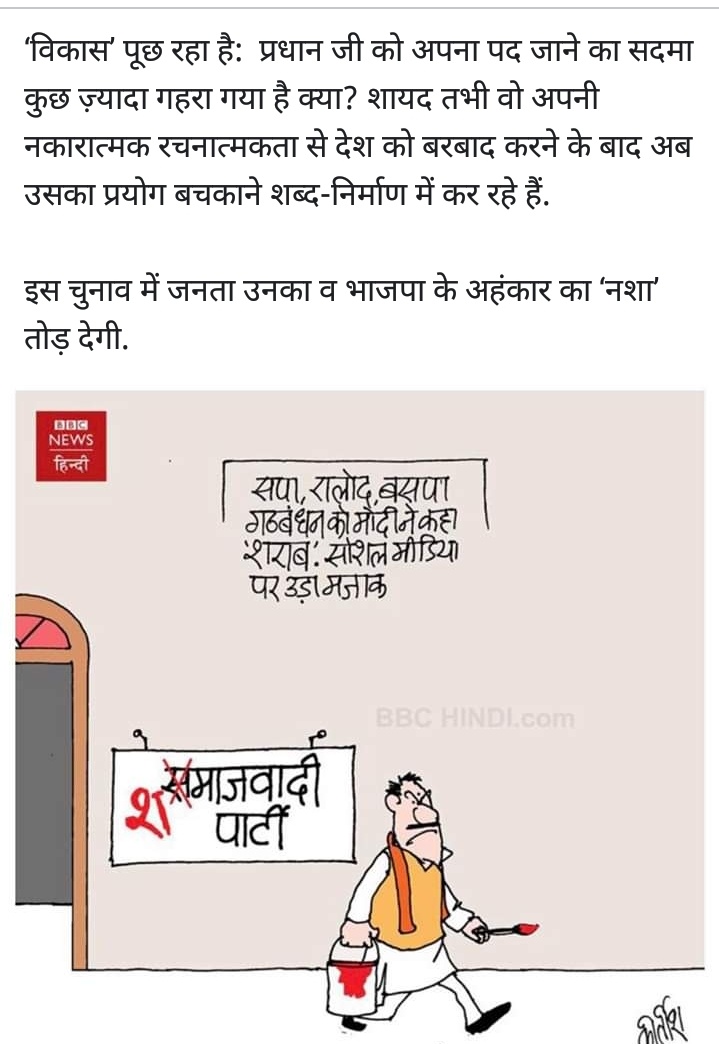 ‘विकास’ पूछ रहा है:  प्रधान जी को अपना पद जाने का सदमा
कुछ ज़्यादा गहरा गया है क्या? शायद तभी वो अपनी
नकारात्मक रचनात्मकता से देश को बरबाद करने के बाद अब
उसका प्रयोग बचकाने शब्द-निर्माण में कर रहे हैं.
इस चुनाव में जनता उनका व भाजपा के अहंकार का ‘नशा’
तोड़ देगी.
BBC
NEWS
हिन्दी
सपा, रालोद, बसपा
गठबंधन को मोदी ने कहा
'शराब': सोशल मीडिया
पर उड़ा मजाक
BBC HINDI.com
श समाजवादी
पार्टी
कीर्तीश